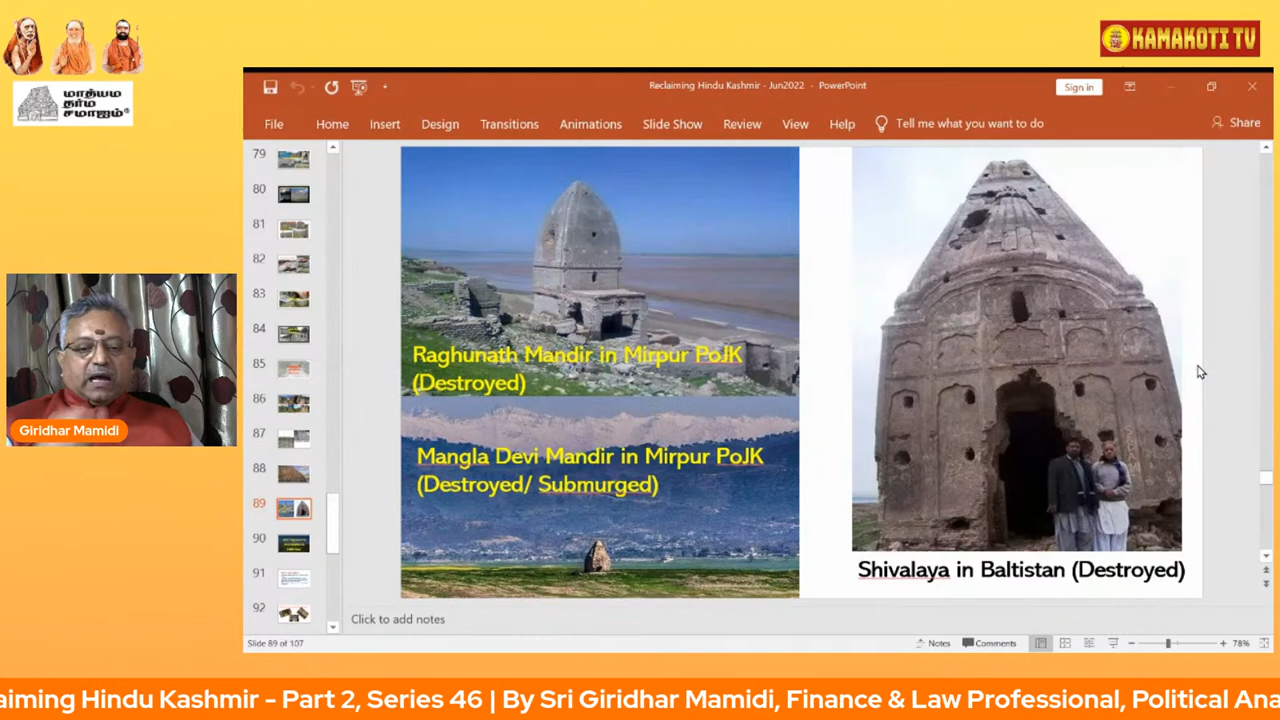 KAMAKOTI TV
மாத்யம
தர்ம
சமாஜம்®
Reclaiming Hindu Kashmir - Jun2022 - PowerPoint
Sign in
File Home Insert Design Transitions Animations Slide Show Review View Help Tell me what you want to do Share
79
80
81
82
83
84
85
86
87
88
89
90
91
92
Raghunath Mandir in Mirpur PoJK
(Destroyed)
Mangla Devi Mandir in Mirpur PoJK
(Destroyed/ Submurged)
Shivalaya in Baltistan (Destroyed)
Giridhar Mamidi
Click to add notes
Slide 89 of 107
Notes Comments 78%
aiming Hindu Kashmir - Part 2, Series 46 | By Sri Giridhar Mamidi, Finance & Law Professional, Political Ana